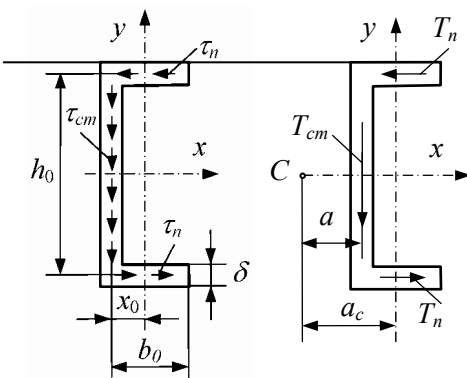 y
τn
y
Tn
τcm
x
Tcm
x
h0
C
a
τn
δ
x0
ac
Tn
b0